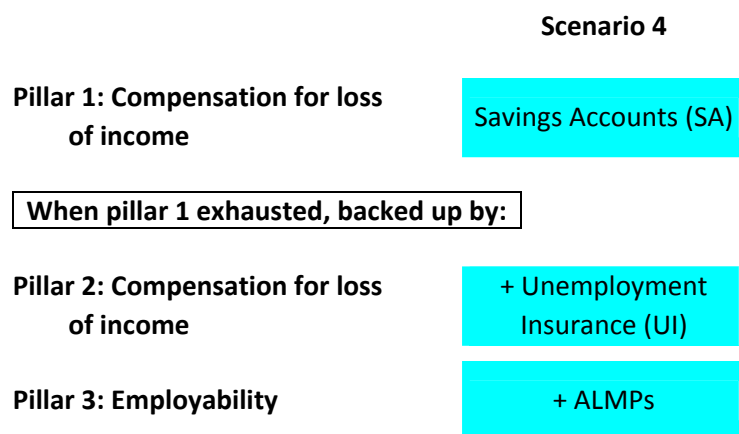 Scenario 4
Pillar 1: Compensation for loss
of income
Savings Accounts (SA)
When pillar 1 exhausted, backed up by:
Pillar 2: Compensation for loss
of income
+ Unemployment
Insurance (UI)
Pillar 3: Employability
+ ALMPs